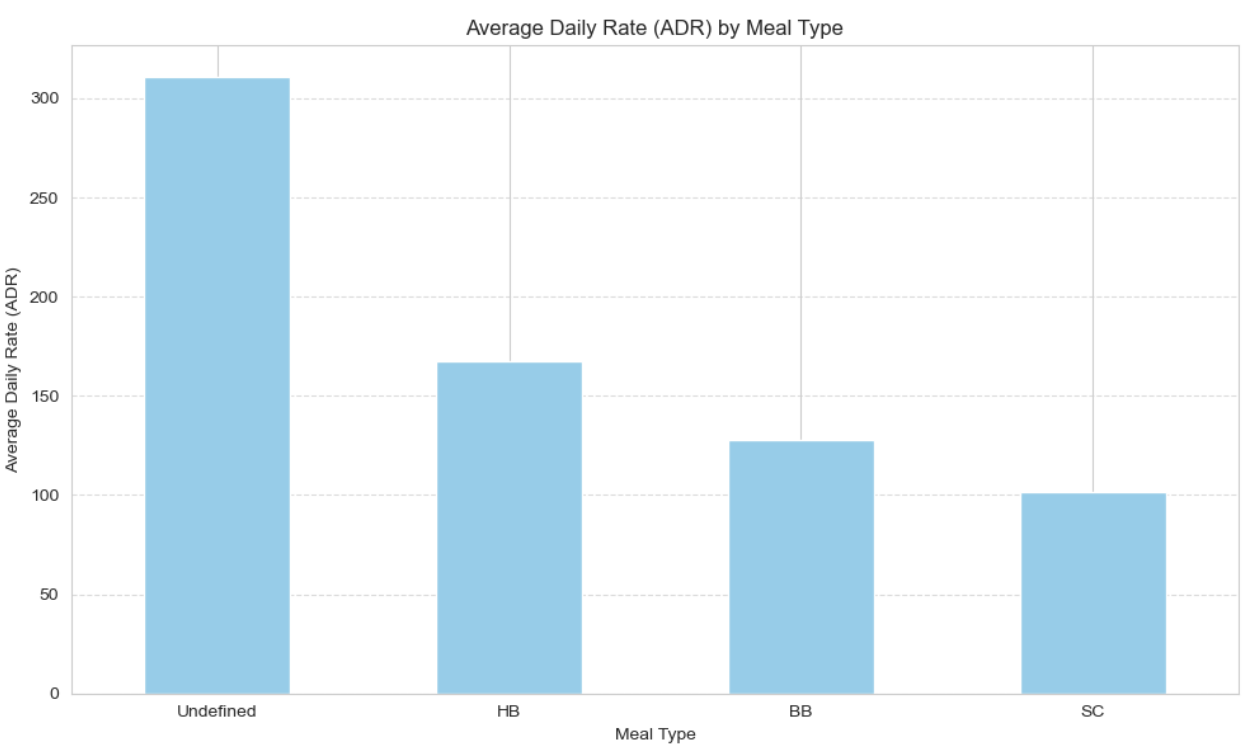 Average Daily Rate (ADR) by Meal Type
Average Daily Rate (ADR)
300
250
200
150
100
50
0
Undefined HB BB SC
Meal Type